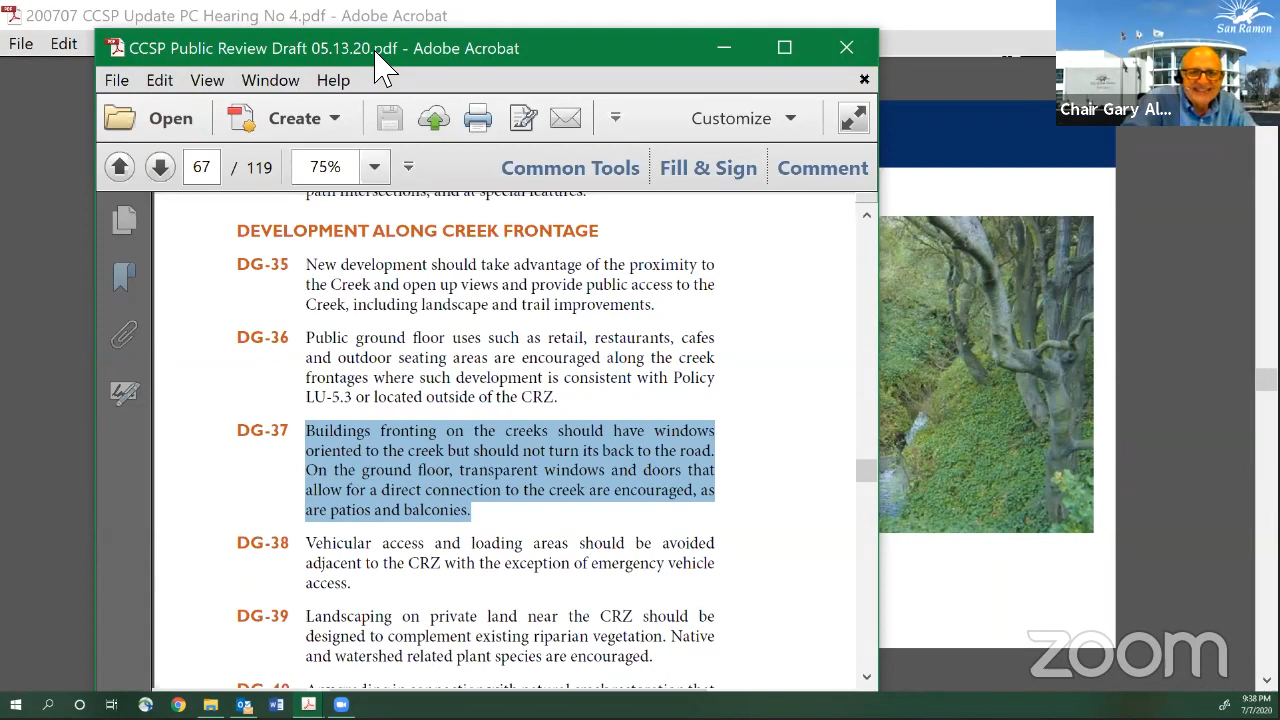 200707 CCSP Update PC Hearing No 4.pdf - Adobe Acrobat
File Edit
CCSP Public Review Draft 05.13.20.pdf - Adobe Acrobat
File Edit View Window Help
Open Create Customize
67 / 119 75% Common Tools Fill & Sign Comment
path intersections, and at special features.
DEVELOPMENT ALONG CREEK FRONTAGE
DG-35 New development should take advantage of the proximity to
the Creek and open up views and provide public access to the
Creek, including landscape and trail improvements.
DG-36 Public ground floor uses such as retail, restaurants, cafes
and outdoor seating areas are encouraged along the creek
frontages where such development is consistent with Policy
LU-5.3 or located outside of the CRZ.
DG-37 Buildings fronting on the creeks should have windows
oriented to the creek but should not turn its back to the road.
On the ground floor, transparent windows and doors that
allow for a direct connection to the creek are encouraged, as
are patios and balconies.
DG-38 Vehicular access and loading areas should be avoided
adjacent to the CRZ with the exception of emergency vehicle
access.
DG-39 Landscaping on private land near the CRZ should be
designed to complement existing riparian vegetation. Native
and watershed related plant species are encouraged.
San Ramon
Chair Gary Al...
zoom
9:38 PM
7/7/2020